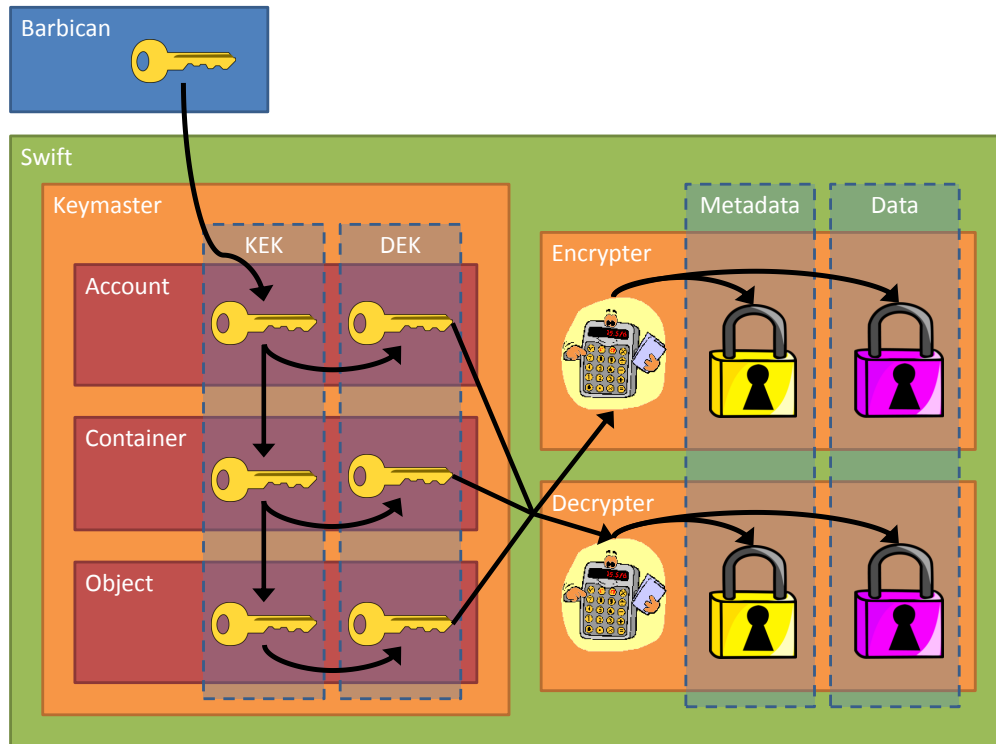 Barbican
Swift
Keymaster
KEK
DEK
Account
Container
Object
Metadata
Data
Encrypter
Decrypter